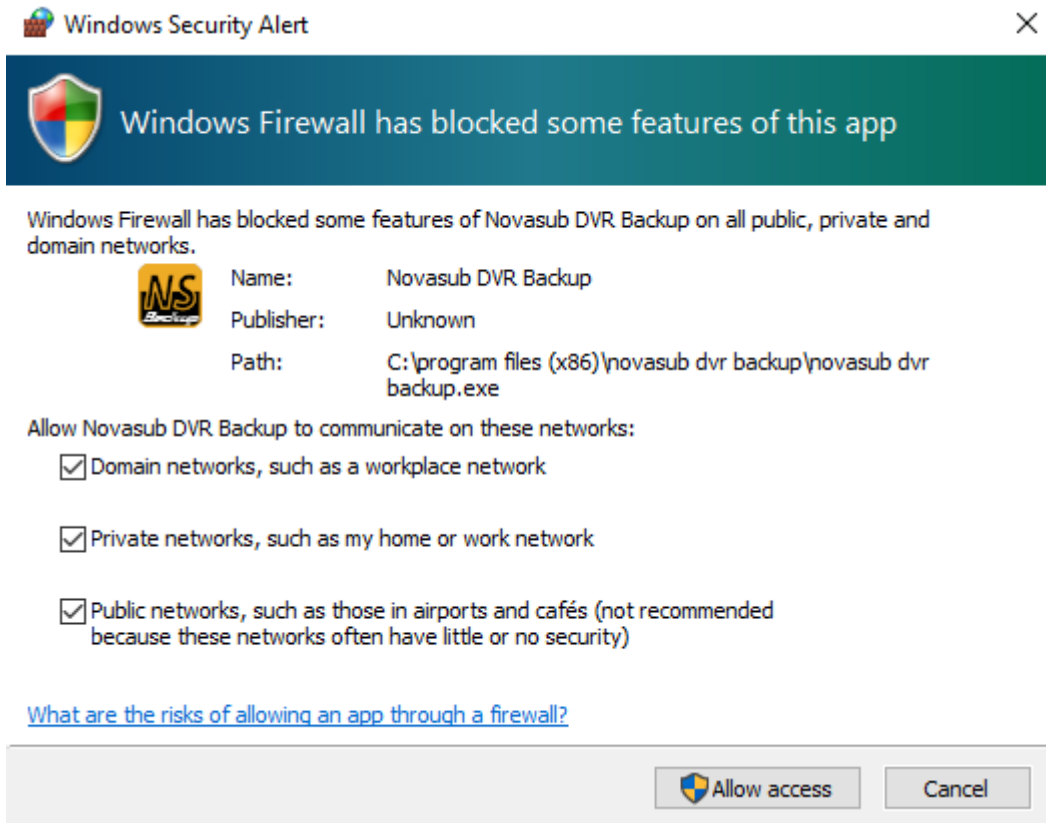 Windows Security Alert
Windows Firewall has blocked some features of this app
Windows Firewall has blocked some features of Novasub DVR Backup on all public, private and
domain networks.
NS
Backup
Name: Novasub DVR Backup
Publisher: Unknown
Path: C:\program files (x86)\novasub dvr backup\novasub dvr
backup.exe
Allow Novasub DVR Backup to communicate on these networks:
Domain networks, such as a workplace network
Private networks, such as my home or work network
Public networks, such as those in airports and cafés (not recommended
because these networks often have little or no security)
What are the risks of allowing an app through a firewall?
Allow access Cancel